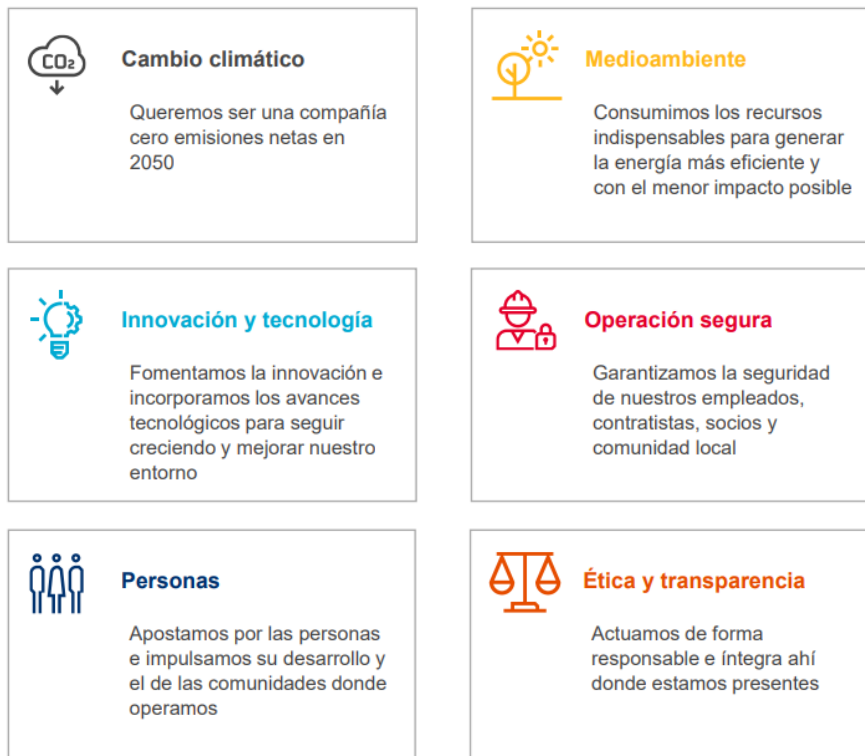 CO₂
Cambio climático
Queremos ser una compañía
cero emisiones netas en
2050
Medioambiente
Consumimos los recursos
indispensables para generar
la energía más eficiente y
con el menor impacto posible
Innovación y tecnología
Fomentamos la innovación e
incorporamos los avances
tecnológicos para seguir
creciendo y mejorar nuestro
entorno
Operación segura
Garantizamos la seguridad
de nuestros empleados,
contratistas, socios y
comunidad local
Personas
Apostamos por las personas
e impulsamos su desarrollo y
el de las comunidades donde
operamos
Ética y transparencia
Actuamos de forma
responsable e íntegra ahí
donde estamos presentes